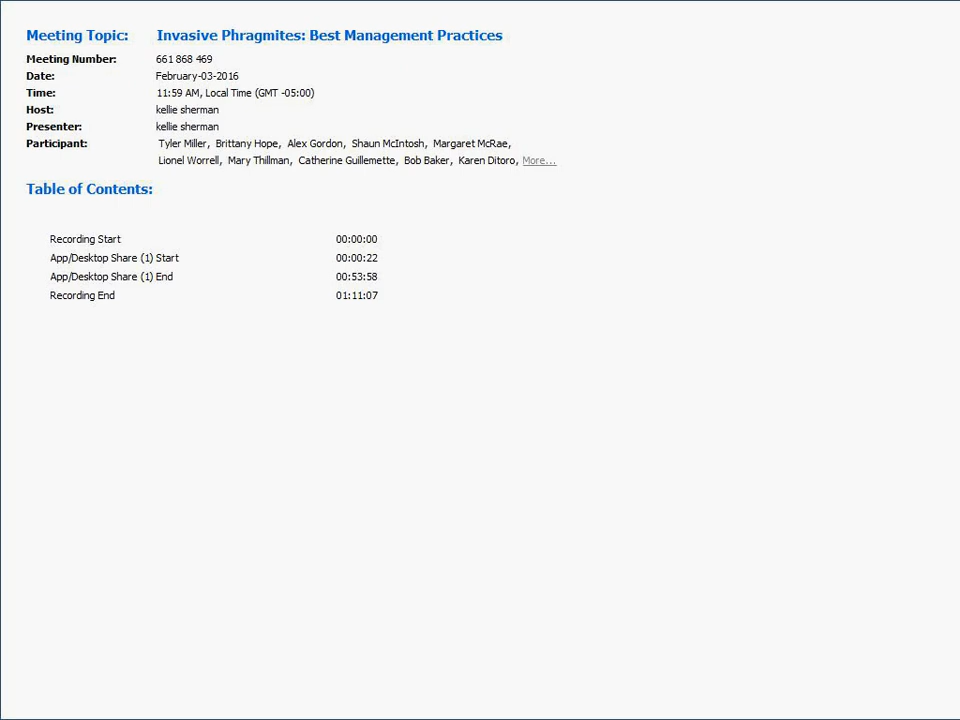 Meeting Topic: Invasive Phragmites: Best Management Practices
Meeting Number: 661 868 469
Date: February-03-2016
Time: 11:59 AM, Local Time (GMT -05:00)
Host: kellie sherman
Presenter: kellie sherman
Participant: Tyler Miller, Brittany Hope, Alex Gordon, Shaun McIntosh, Margaret McRae,
Lionel Worrell, Mary Thillman, Catherine Guillemette, Bob Baker, Karen Ditoro, More...
Table of Contents:
Recording Start 00:00:00
App/Desktop Share (1) Start 00:00:22
App/Desktop Share (1) End 00:53:58
Recording End 01:11:07